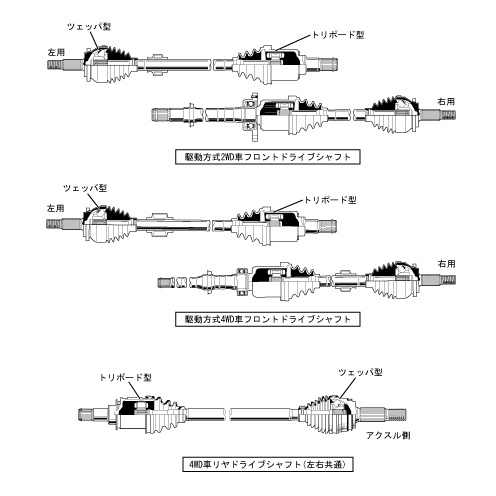 ツェッパ型
トリポード型
左用
右用
駆動方式2WD車フロントドライブシャフト
ツェッパ型
トリポード型
左用
右用
駆動方式4WD車フロントドライブシャフト
トリポード型
ツェッパ型
アクスル側
4WD車リヤドライブシャフト(左右共通)